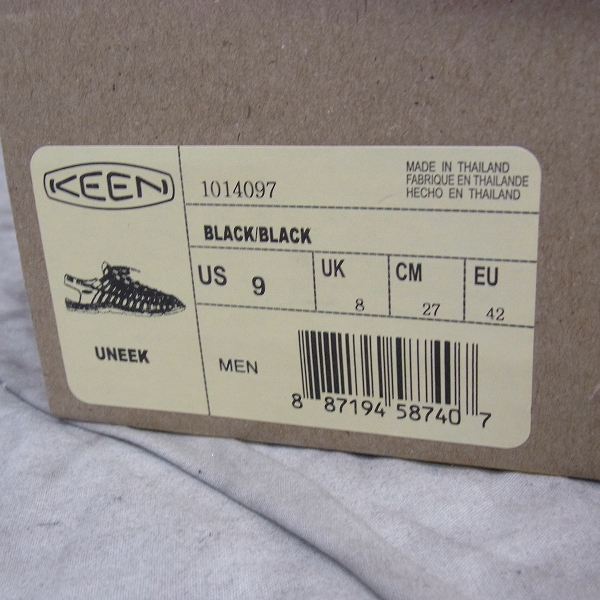 KEEN
1014097
MADE IN THAILAND
FABRIQUE EN THAILANDE
HECHO EN THAILAND
BLACK/BLACK
US 9
UK 8
CM 27
EU 42
UNEEK
MEN
8 87194 58740 7